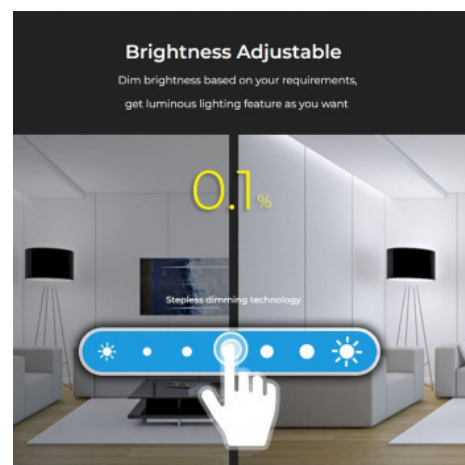 Brightness Adjustable
Dim brightness based on your requirements,
get luminous lighting feature as you want
0.1%
Stepless dimming technology